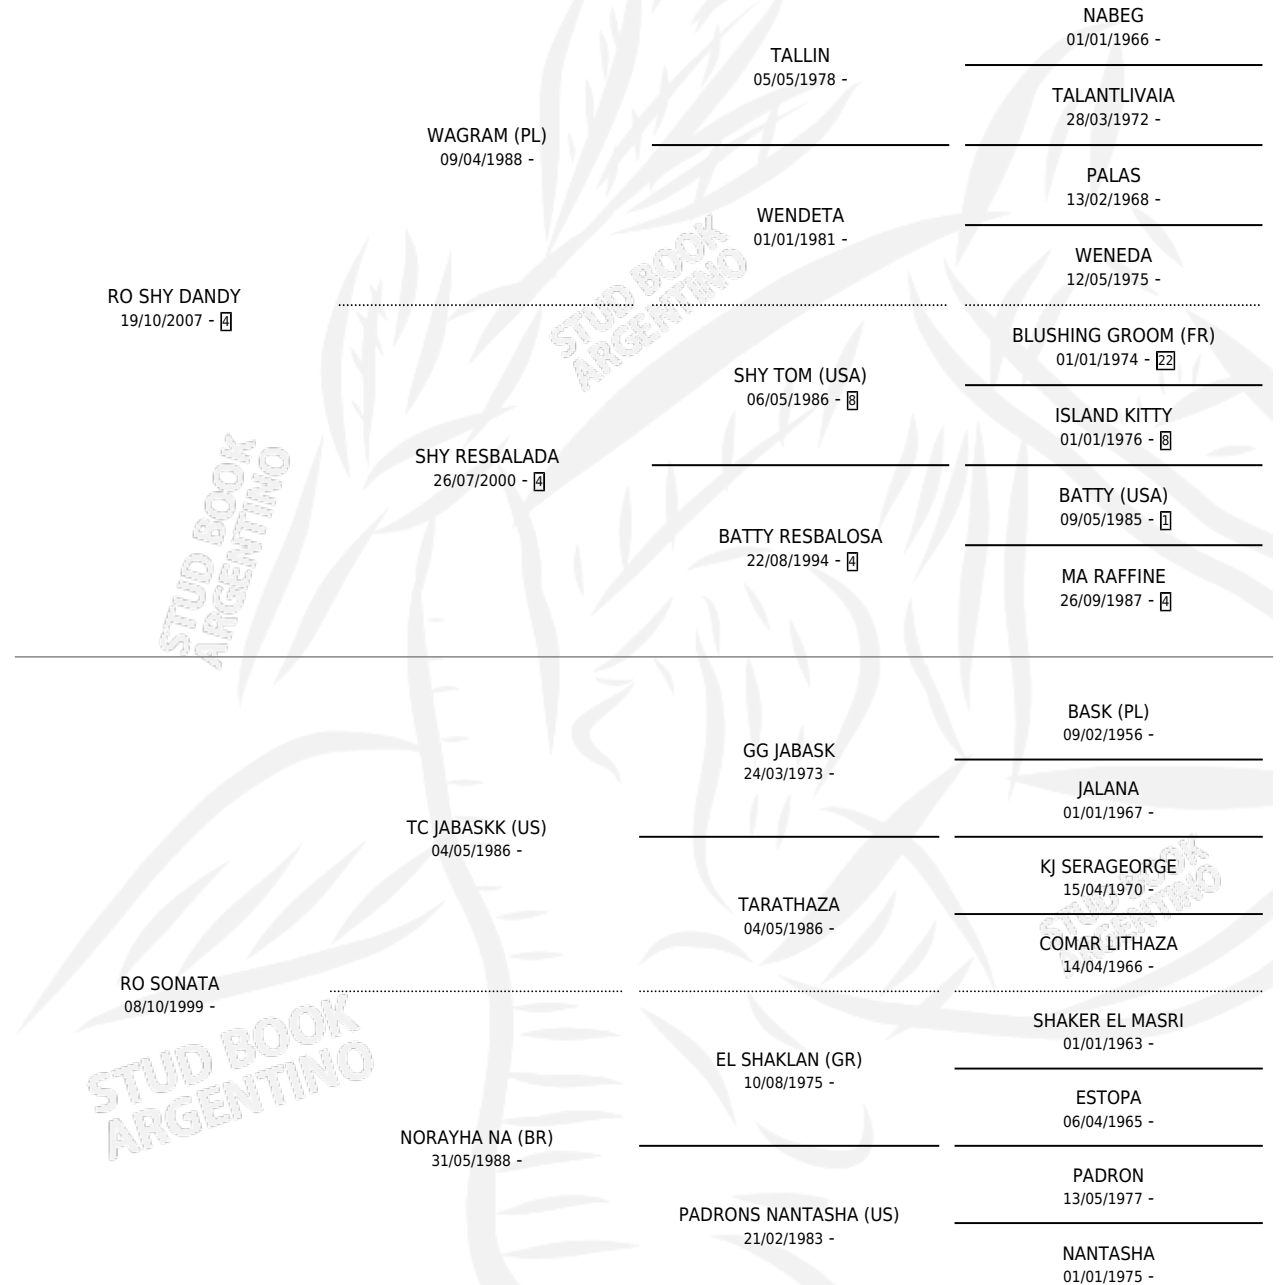 NABEG
01/01/1966 -
TALLIN
05/05/1978 -
TALANTLIVAIA
28/03/1972 -
WAGRAM (PL)
09/04/1988 -
PALAS
13/02/1968 -
WENDETA
01/01/1981 -
WENEDA
12/05/1975 -
RO SHY DANDY
19/10/2007 - 4
BLUSHING GROOM (FR)
01/01/1974 - 22
SHY TOM (USA)
06/05/1986 - 8
ISLAND KITTY
01/01/1976 - 8
SHY RESBALADA
26/07/2000 - 4
BATTY (USA)
09/05/1985 - 1
BATTY RESBALOSA
22/08/1994 - 4
MA RAFFINE
26/09/1987 - 4
STUD BOOK
ARGENTINO
STUD BOOK
ARGENTINO
BASK (PL)
09/02/1956 -
GG JABASK
24/03/1973 -
JALANA
01/01/1967 -
TC JABASKK (US)
04/05/1986 -
KJ SERAGEORGE
15/04/1970 -
TARATHAZA
04/05/1986 -
COMAR LITHAZA
14/04/1966 -
RO SONATA
08/10/1999 -
SHAKER EL MASRI
01/01/1963 -
EL SHAKLAN (GR)
10/08/1975 -
ESTOPA
06/04/1965 -
NORAYHA NA (BR)
31/05/1988 -
PADRON
13/05/1977 -
PADRONS NANTASHA (US)
21/02/1983 -
NANTASHA
01/01/1975 -
STUD BOOK
ARGENTINO
STUD BOOK
ARGENTINO